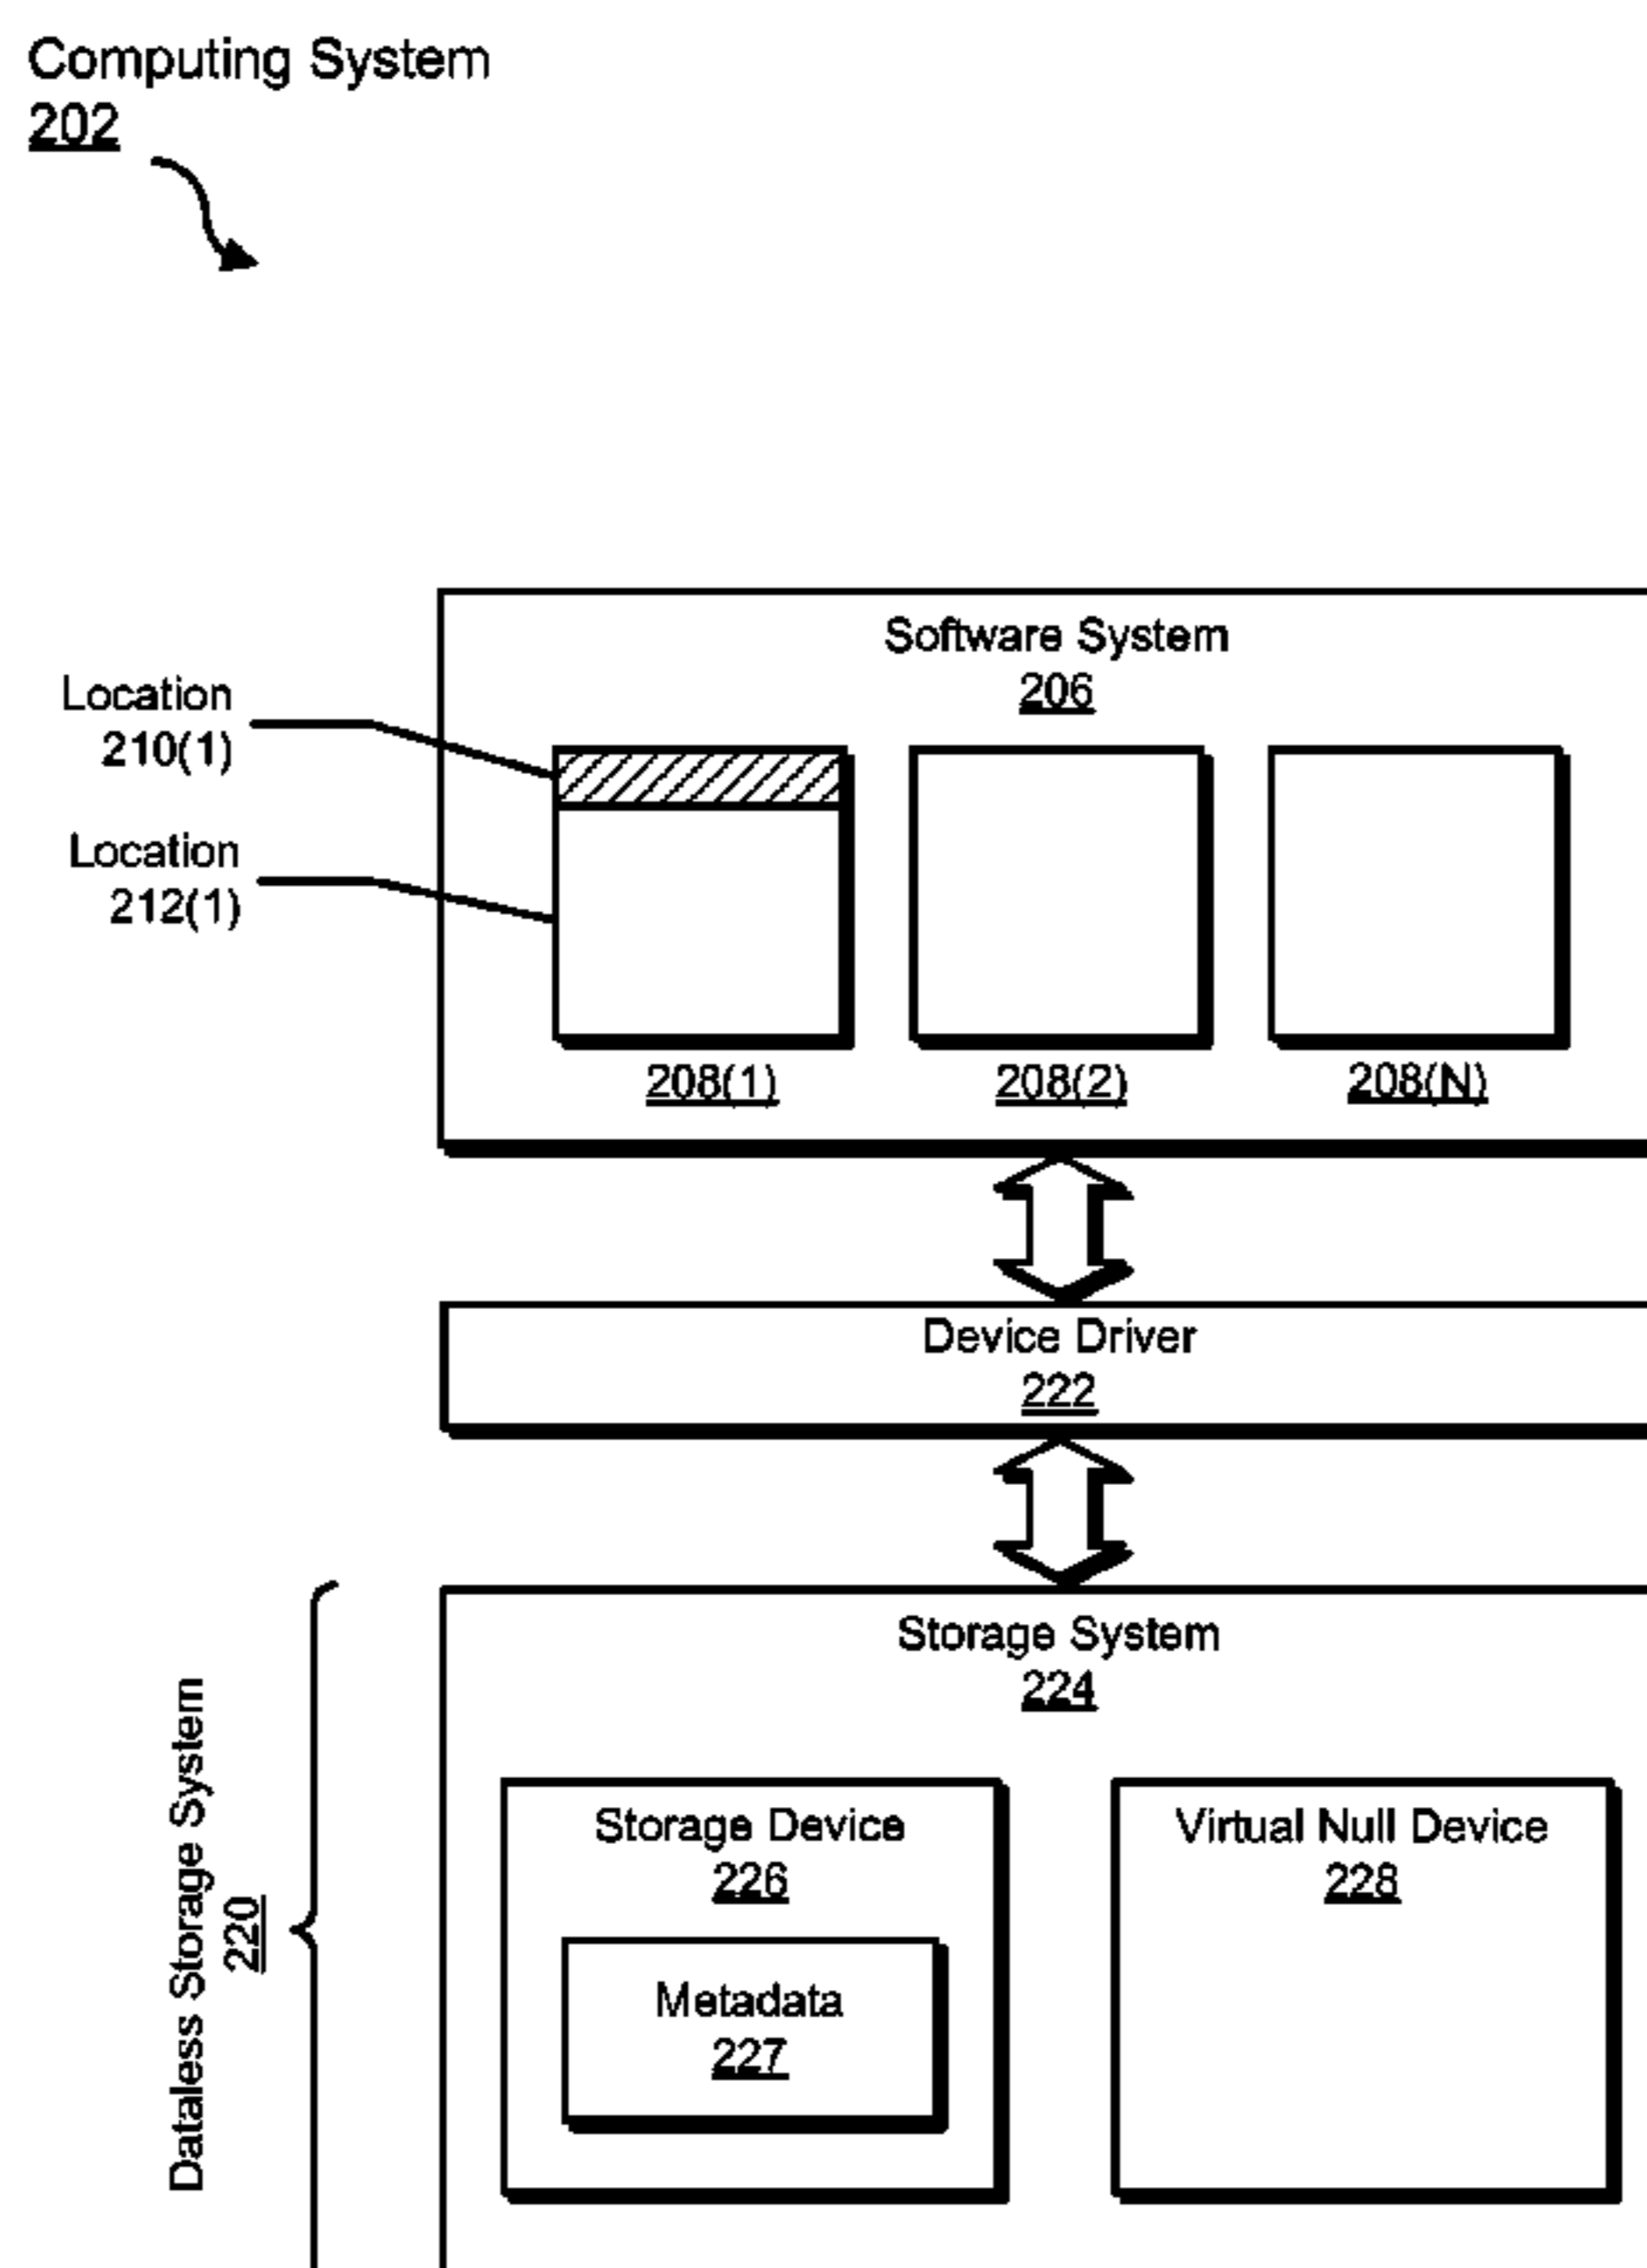 Computing System
202
Software System
206
Location
210(1)
Location
212(1)
208(1)
208(2)
208(N)
Device Driver
222
Storage System
224
Dataless Storage System
220
Storage Device
226
Metadata
227
Virtual Null Device
228